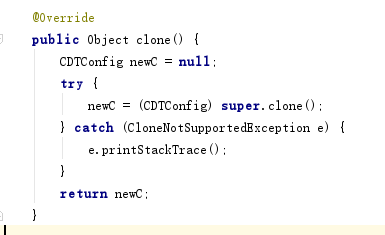 @Override
public Object clone() {
    CDTConfig newC = null;
    try {
        newC = (CDTConfig) super.clone();
    } catch (CloneNotSupportedException e) {
        e.printStackTrace();
    }
    return newC;
}